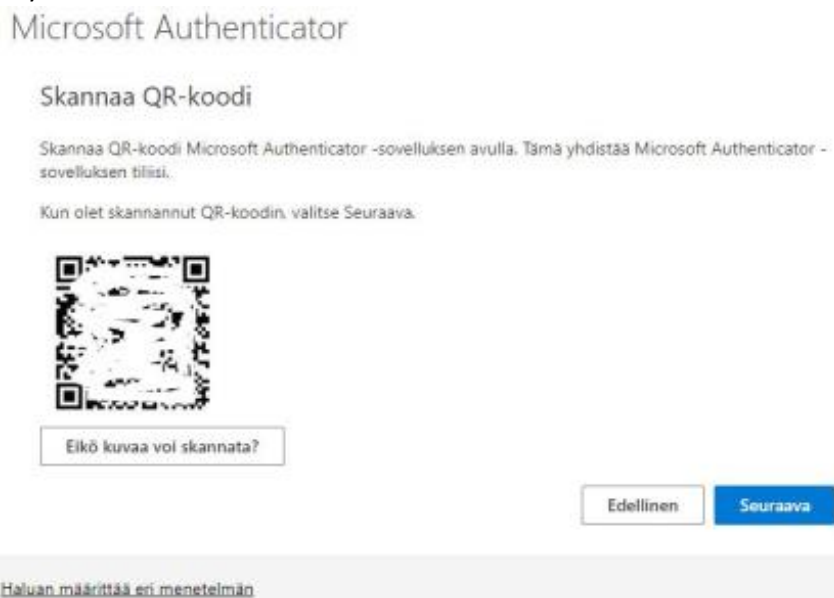 Microsoft Authenticator
Skannaa QR-koodi
Skannaa QR-koodi Microsoft Authenticator -sovelluksen avulla. Tämä yhdistää Microsoft Authenticator -
sovelluksen tiliisi.
Kun olet skannannut QR-koodin, valitse Seuraava.
Eikö kuvaa voi skannata?
Edellinen
Seuraava
Haluan määrittää eri menetelmän